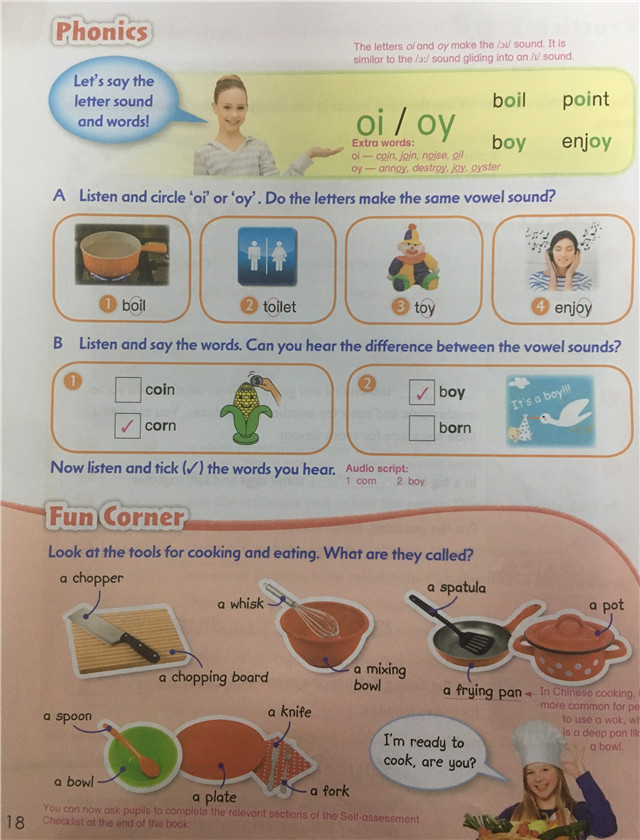 Phonics
The letters oi and oy make the /ɔɪ/ sound. It is
similar to the /ɔ:/ sound gliding into an /ɪ/ sound.
Let's say the
letter sound
and words!
oi / oy
boil point
boy enjoy
Extra words:
oi — coin, join, noise, oil
oy — annoy, destroy, joy, oyster
A Listen and circle 'oi' or 'oy'. Do the letters make the same vowel sound?
1 boil
2 toilet
3 toy
4 enjoy
B Listen and say the words. Can you hear the difference between the vowel sounds?
1
coin
✓ corn
2
✓ boy
born
It's a boy!!!
Now listen and tick (✓) the words you hear.
Audio script:
1 corn 2 boy
Fun Corner
Look at the tools for cooking and eating. What are they called?
a chopper
a chopping board
a whisk
a mixing
bowl
a spatula
a frying pan
a pot
In Chinese cooking,
more common for pe
to use a wok, wh
is a deep pan lik
a bowl.
a spoon
a bowl
a plate
a knife
a fork
I'm ready to
cook, are you?
You can now ask pupils to complete the relevant sections of the Self-assessment
Checklist at the end of the book.
18